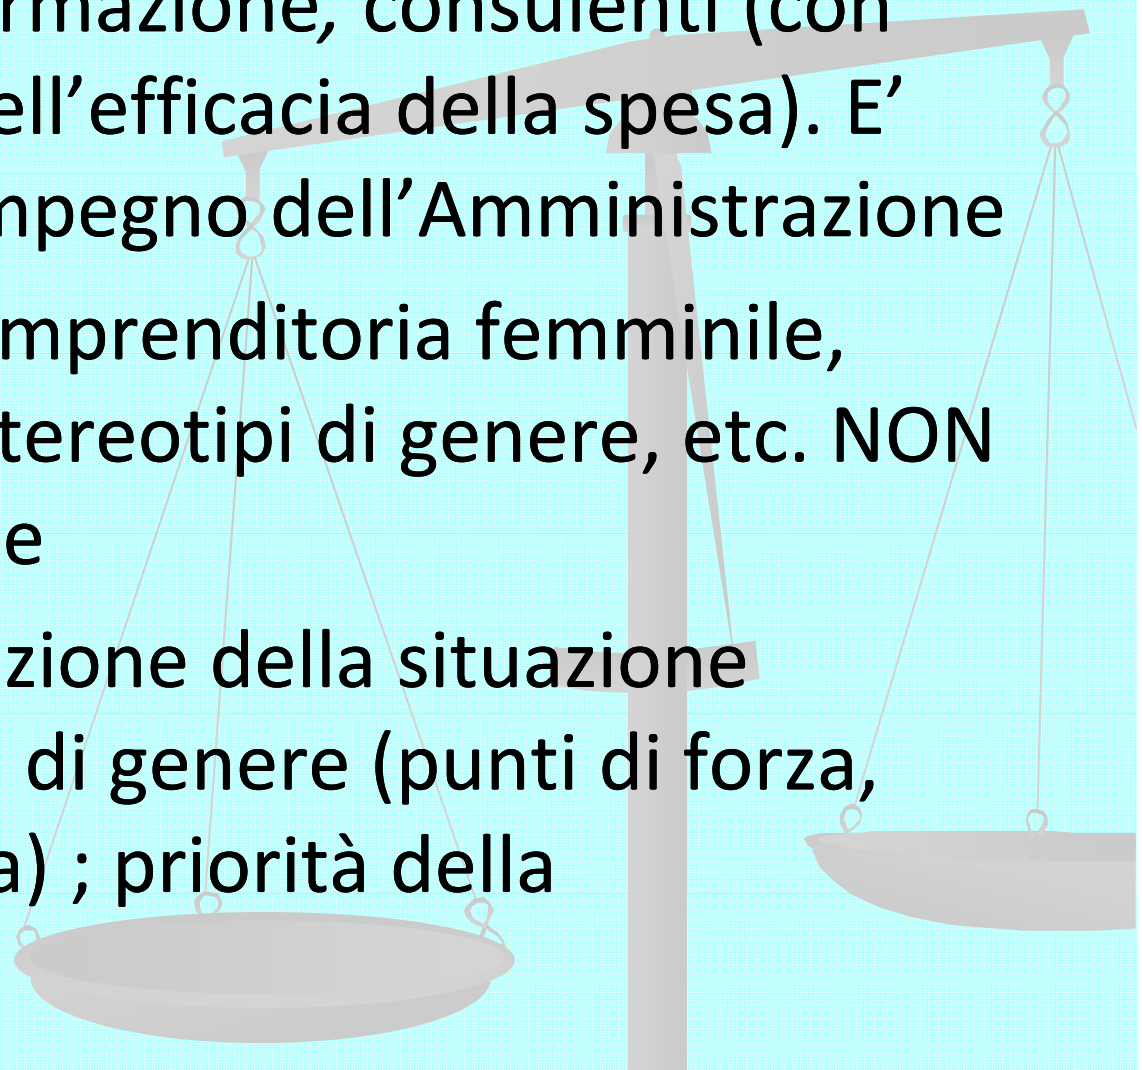 rmazione, consulenti (con
ell’efficacia della spesa). E’
mpegno dell’Amministrazione
mprenditoria femminile,
tereotipi di genere, etc. NON
e
zione della situazione
di genere (punti di forza,
a) ; priorità della